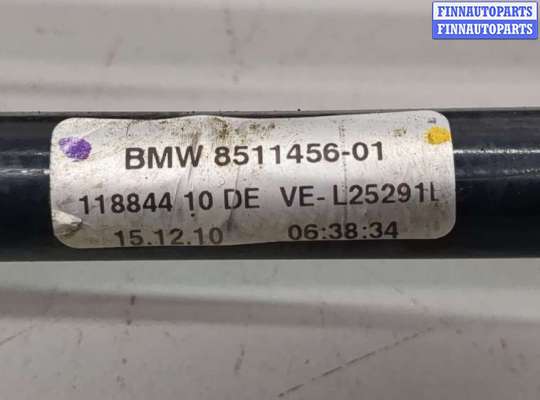 FINNAUTOPARTS
FINNAUTOPARTS
BMW 8511456-01
118844 10 DE VE- L25291L
15.12.10 06:38:34